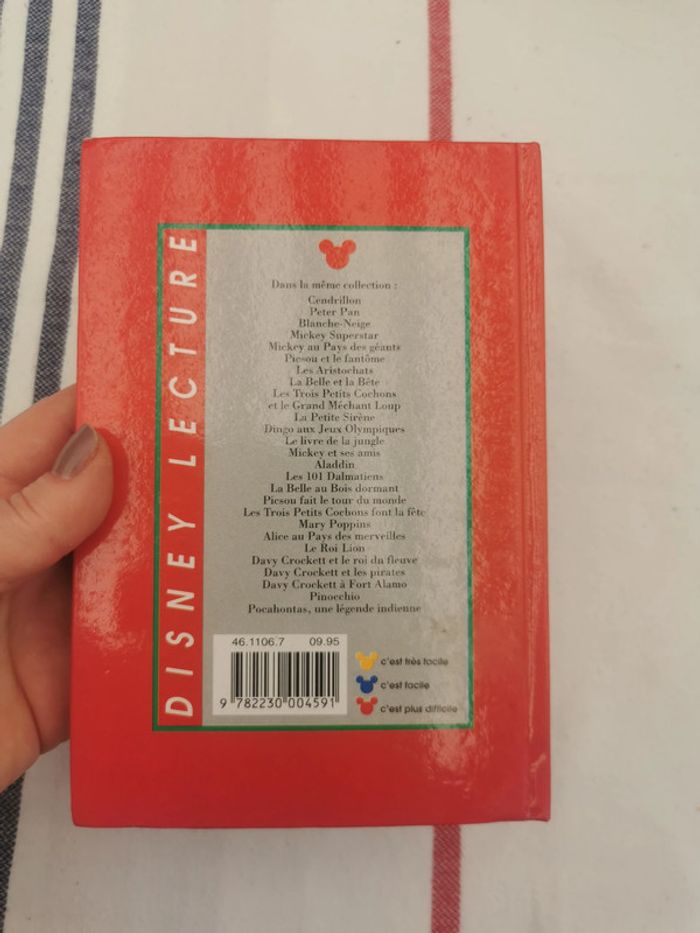 DISNEY LECTURE
Dans la même collection :
Cendrillon
Peter Pan
Blanche-Neige
Mickey Superstar
Mickey au Pays des géants
Picsou et le fantôme
Les Aristochats
La Belle et la Bête
Les Trois Petits Cochons
et le Grand Méchant Loup
La Petite Sirène
Dingo aux Jeux Olympiques
Le livre de la jungle
Mickey et ses amis
Aladdin
Les 101 Dalmatiens
La Belle au Bois dormant
Picsou fait le tour du monde
Les Trois Petits Cochons font la fête
Mary Poppins
Alice au Pays des merveilles
Le Roi Lion
Davy Crockett et le roi du fleuve
Davy Crockett et les pirates
Davy Crockett à Fort Alamo
Pinocchio
Pocahontas, une légende indienne
46.1106.7 09.95
9 782230 004591
c'est très facile
c'est facile
c'est plus difficile